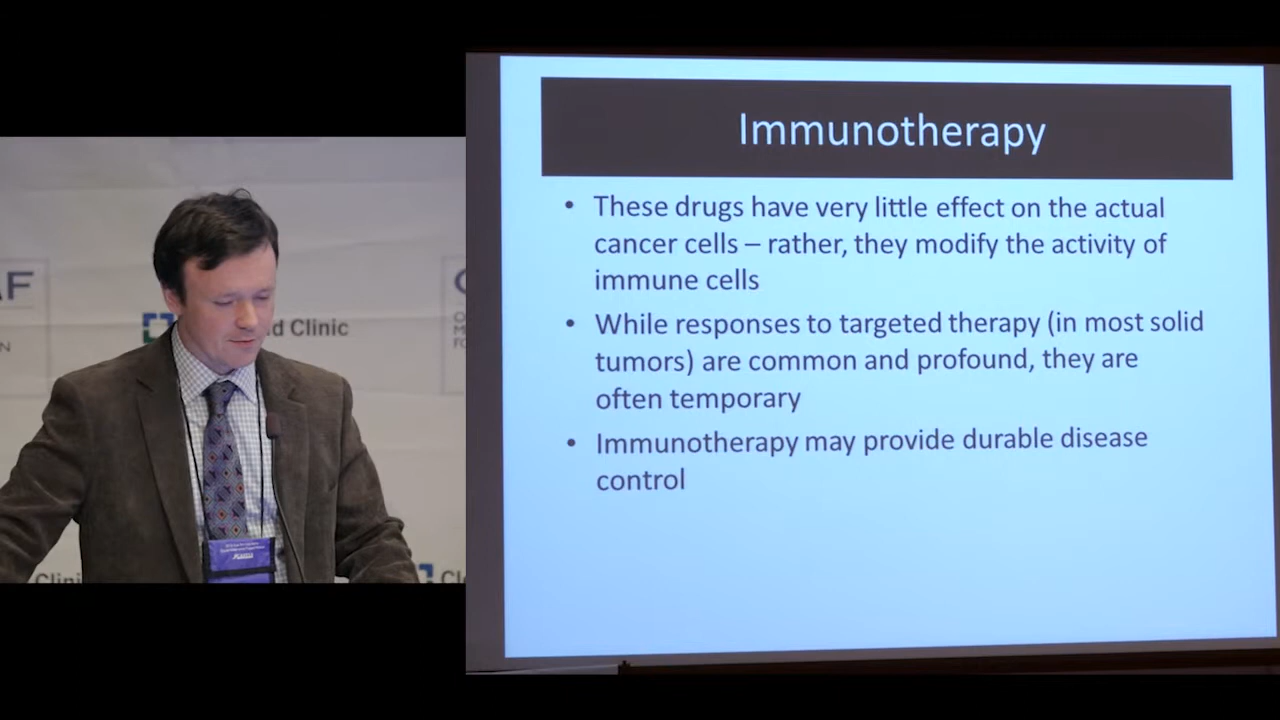 Immunotherapy
• These drugs have very little effect on the actual
cancer cells – rather, they modify the activity of
immune cells
• While responses to targeted therapy (in most solid
tumors) are common and profound, they are
often temporary
• Immunotherapy may provide durable disease
control
d Clinic